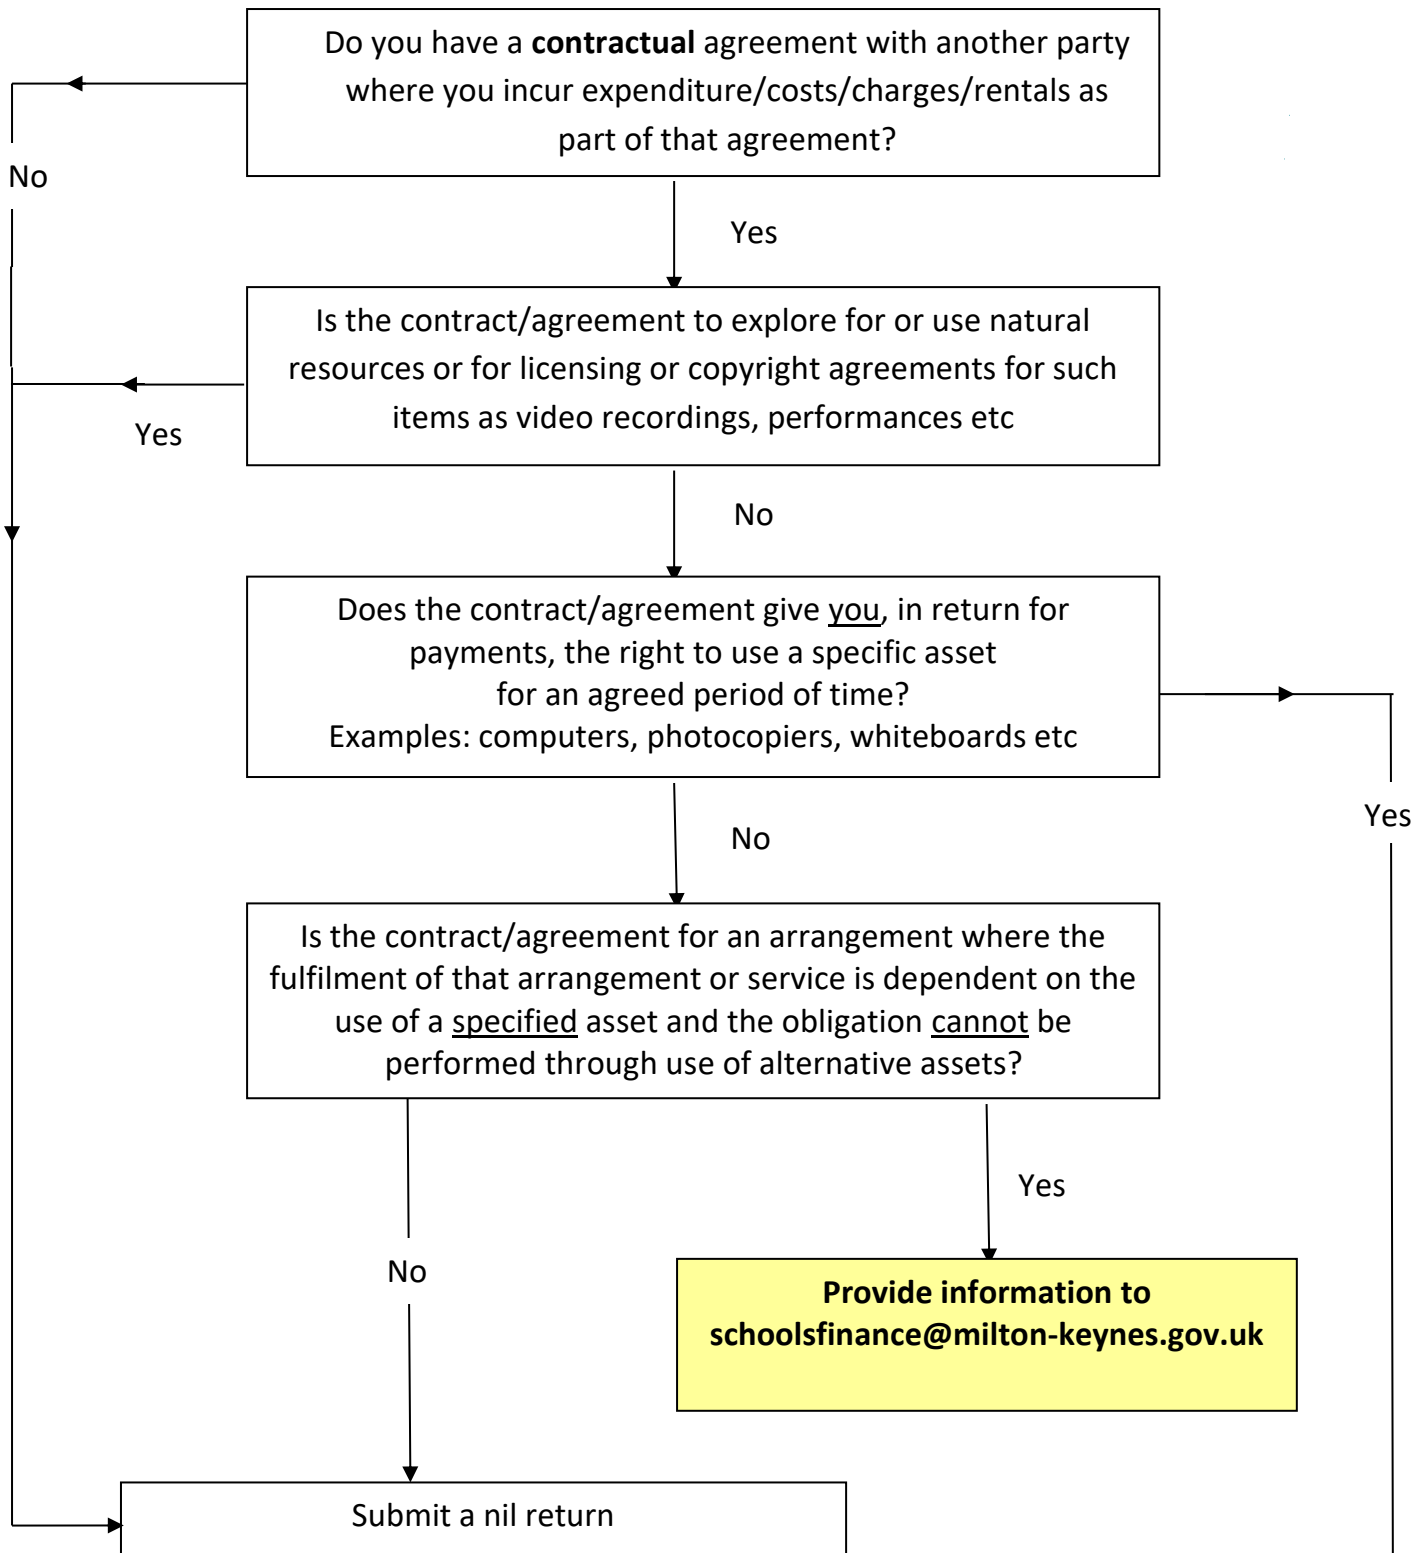 Do you have a contractual agreement with another party
where you incur expenditure/costs/charges/rentals as
part of that agreement?
No
Yes
Is the contract/agreement to explore for or use natural
resources or for licensing or copyright agreements for such
items as video recordings, performances etc
Yes
No
Does the contract/agreement give you, in return for
payments, the right to use a specific asset
for an agreed period of time?
Examples: computers, photocopiers, whiteboards etc
Yes
No
Is the contract/agreement for an arrangement where the
fulfilment of that arrangement or service is dependent on the
use of a specified asset and the obligation cannot be
performed through use of alternative assets?
Yes
No
Provide information to
schoolsfinance@milton-keynes.gov.uk
Submit a nil return